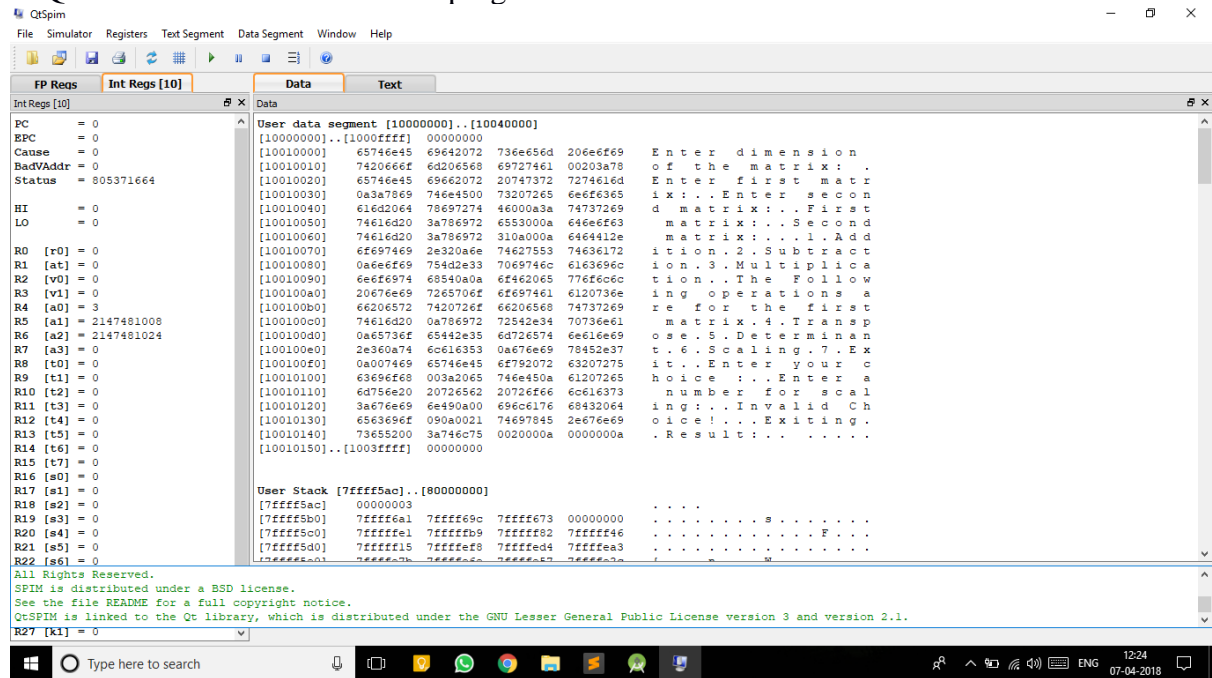 QtSpim
File Simulator Registers Text Segment Data Segment Window Help
FP Regs Int Regs [10] Data Text
Int Regs [10]
PC = 0
EPC = 0
Cause = 0
BadVAddr = 0
Status = 805371664
HI = 0
LO = 0
R0 [r0] = 0
R1 [at] = 0
R2 [v0] = 0
R3 [v1] = 0
R4 [a0] = 3
R5 [a1] = 2147481008
R6 [a2] = 2147481024
R7 [a3] = 0
R8 [t0] = 0
R9 [t1] = 0
R10 [t2] = 0
R11 [t3] = 0
R12 [t4] = 0
R13 [t5] = 0
R14 [t6] = 0
R15 [t7] = 0
R16 [s0] = 0
R17 [s1] = 0
R18 [s2] = 0
R19 [s3] = 0
R20 [s4] = 0
R21 [s5] = 0
R22 [s6] = 0
R27 [k1] = 0
Data
User data segment [10000000]..[10040000]
[10000000]..[1000ffff] 00000000
[10010000] 65746e45 69642072 736e656d 206e6f69 E n t e r d i m e n s i o n
[10010010] 7420666f 6d206568 69727461 00203a78 o f t h e m a t r i x : .
[10010020] 65746e45 69662072 20747372 7274616d E n t e r f i r s t m a t r
[10010030] 0a3a7869 746e4500 73207265 6e6f6365 i x : . . E n t e r s e c o n
[10010040] 616d2064 78697274 46000a3a 74737269 d m a t r i x : . . F i r s t
[10010050] 74616d20 3a786972 6553000a 646e6f63 m a t r i x : . . S e c o n d
[10010060] 74616d20 3a786972 310a000a 6464412e m a t r i x : . . . 1 . A d d
[10010070] 6f697469 2e320a6e 74627553 74636172 i t i o n . 2 . S u b t r a c t
[10010080] 0a6e6f69 754d2e33 7069746c 6163696c i o n . 3 . M u l t i p l i c a
[10010090] 6e6f6974 68540a0a 6f462065 776f6c6c t i o n . . T h e F o l l o w
[100100a0] 20676e69 7265706f 6f697461 6120736e i n g o p e r a t i o n s a
[100100b0] 66206572 7420726f 66206568 74737269 r e f o r t h e f i r s t
[100100c0] 74616d20 0a786972 72542e34 70736e61 m a t r i x . 4 . T r a n s p
[100100d0] 0a65736f 65442e35 6d726574 6e616e69 o s e . 5 . D e t e r m i n a n
[100100e0] 2e360a74 6c616353 0a676e69 78452e37 t . 6 . S c a l i n g . 7 . E x
[100100f0] 0a007469 65746e45 6f792072 63207275 i t . . E n t e r y o u r c
[10010100] 63696f68 003a2065 746e450a 61207265 h o i c e : . . E n t e r a
[10010110] 6d756e20 20726562 20726f66 6c616373 n u m b e r f o r s c a l
[10010120] 3a676e69 6e490a00 696c6176 68432064 i n g : . . I n v a l i d C h
[10010130] 6563696f 090a0021 74697845 2e676e69 o i c e ! . . . E x i t i n g .
[10010140] 73655200 3a746c75 0020000a 0000000a . R e s u l t : . . . . . . .
[10010150]..[1003ffff] 00000000
User Stack [7ffff5ac]..[80000000]
[7ffff5ac] 00000003 . . . .
[7ffff5b0] 7ffff6a1 7ffff69c 7ffff673 00000000 . . . . . . . . s . . . . . . .
[7ffff5c0] 7fffffe1 7fffffb9 7fffff82 7fffff46 . . . . . . . . . . . . F . . .
[7ffff5d0] 7fffff15 7ffffef8 7ffffed4 7ffffea3 . . . . . . . . . . . . . . . .
All Rights Reserved.
SPIM is distributed under a BSD license.
See the file README for a full copyright notice.
QtSPIM is linked to the Qt library, which is distributed under the GNU Lesser General Public License version 3 and version 2.1.
Type here to search
ENG
12:24
07-04-2018